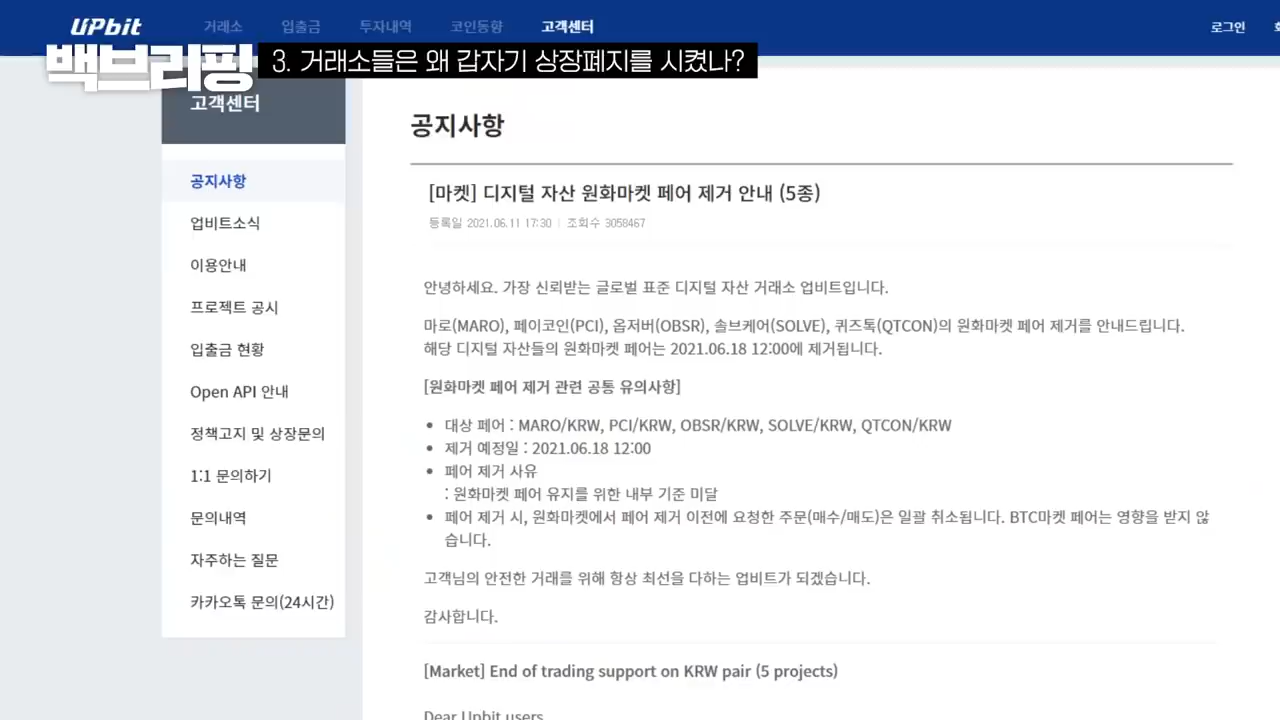 UPbit 거래소 입출금 투자내역 코인동향 고객센터 로그인
백브리핑 3. 거래소들은 왜 갑자기 상장폐지를 시켰나?
고객센터
공지사항
업비트소식
이용안내
프로젝트 공시
입출금 현황
Open API 안내
정책고지 및 상장문의
1:1 문의하기
문의내역
자주하는 질문
카카오톡 문의(24시간)
공지사항
[마켓] 디지털 자산 원화마켓 페어 제거 안내 (5종)
등록일 2021.06.11 17:30 | 조회수 3058467
안녕하세요. 가장 신뢰받는 글로벌 표준 디지털 자산 거래소 업비트입니다.
마로(MARO), 페이코인(PCI), 옵저버(OBSR), 솔브케어(SOLVE), 퀴즈톡(QTCON)의 원화마켓 페어 제거를 안내드립니다.
해당 디지털 자산들의 원화마켓 페어는 2021.06.18 12:00에 제거됩니다.
[원화마켓 페어 제거 관련 공통 유의사항]
• 대상 페어 : MARO/KRW, PCI/KRW, OBSR/KRW, SOLVE/KRW, QTCON/KRW
• 제거 예정일 : 2021.06.18 12:00
• 페어 제거 사유
: 원화마켓 페어 유지를 위한 내부 기준 미달
• 페어 제거 시, 원화마켓에서 페어 제거 이전에 요청한 주문(매수/매도)은 일괄 취소됩니다. BTC마켓 페어는 영향을 받지 않
습니다.
고객님의 안전한 거래를 위해 항상 최선을 다하는 업비트가 되겠습니다.
감사합니다.
[Market] End of trading support on KRW pair (5 projects)
Dear Upbit users